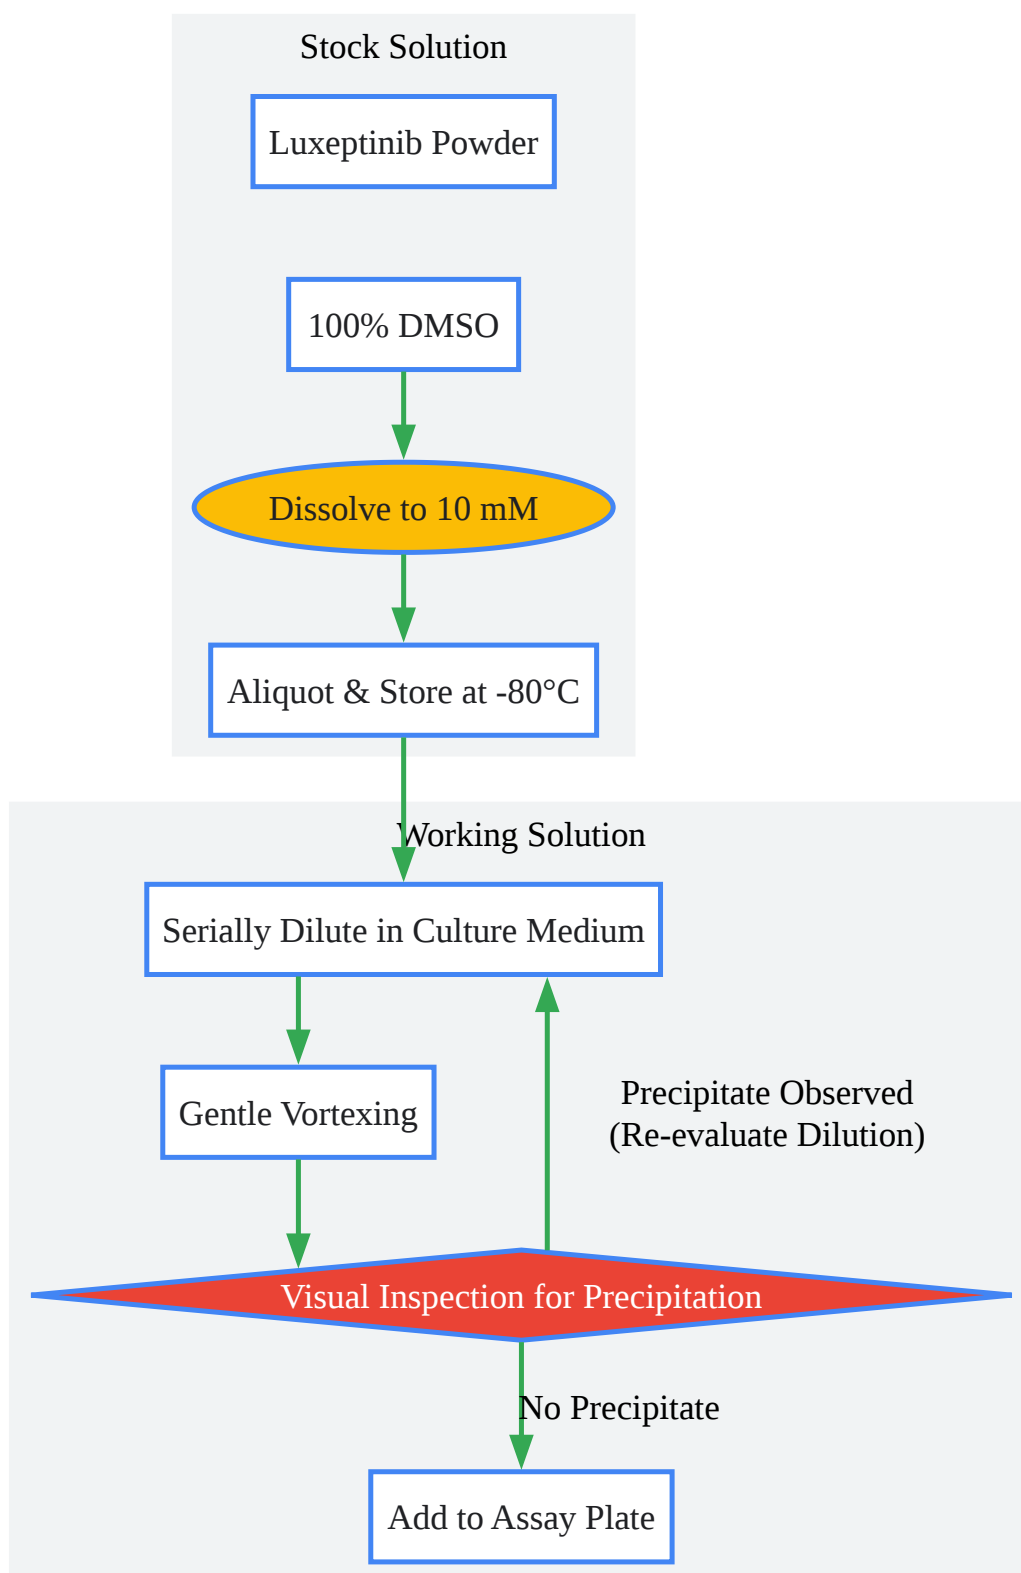 Stock Solution
Luxeptinib Powder
100% DMSO
Dissolve to 10 mM
Aliquot & Store at -80°C
Working Solution
Serially Dilute in Culture Medium
Gentle Vortexing
Precipitate Observed
(Re-evaluate Dilution)
Visual Inspection for Precipitation
No Precipitate
Add to Assay Plate